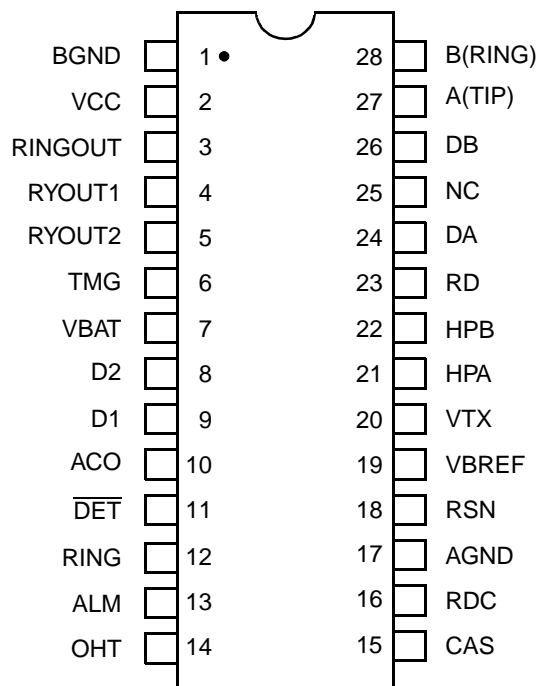 BGND 1 28 B(RING)
VCC 2 27 A(TIP)
RINGOUT 3 26 DB
RYOUT1 4 25 NC
RYOUT2 5 24 DA
TMG 6 23 RD
VBAT 7 22 HPB
D2 8 21 HPA
D1 9 20 VTX
ACO 10 19 VBREF
D̅E̅T̅ 11 18 RSN
RING 12 17 AGND
ALM 13 16 RDC
OHT 14 15 CAS